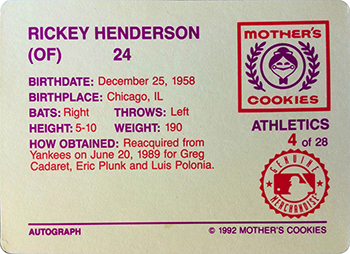 RICKEY HENDERSON
(OF) 24
BIRTHDATE: December 25, 1958
BIRTHPLACE: Chicago, IL
BATS: Right THROWS: Left
HEIGHT: 5-10 WEIGHT: 190
HOW OBTAINED: Reacquired from
Yankees on June 20, 1989 for Greg
Cadaret, Eric Plunk and Luis Polonia.
MOTHER'S
COOKIES
ATHLETICS
4 of 28
GENUINE
MERCHANDISE
AUTOGRAPH © 1992 MOTHER'S COOKIES